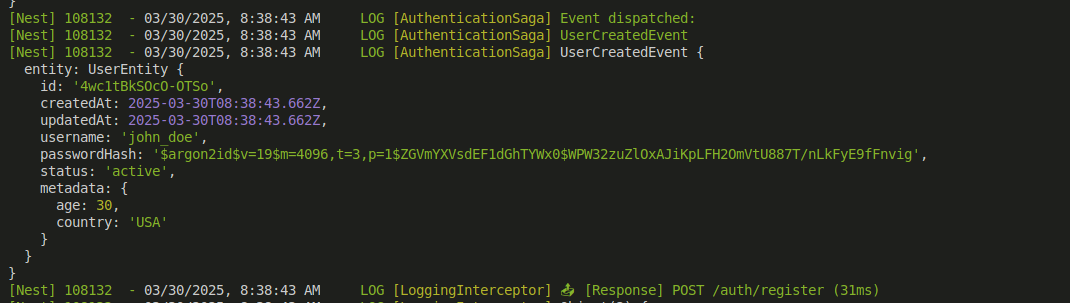 }
[Nest] 108132  - 03/30/2025, 8:38:43 AM     LOG [AuthenticationSaga] Event dispatched:
[Nest] 108132  - 03/30/2025, 8:38:43 AM     LOG [AuthenticationSaga] UserCreatedEvent
[Nest] 108132  - 03/30/2025, 8:38:43 AM     LOG [AuthenticationSaga] UserCreatedEvent {
  entity: UserEntity {
    id: '4wc1tBkSOcO-OTSo',
    createdAt: 2025-03-30T08:38:43.662Z,
    updatedAt: 2025-03-30T08:38:43.662Z,
    username: 'john_doe',
    passwordHash: '$argon2id$v=19$m=4096,t=3,p=1$ZGVmYXVsdEF1dGhTYWx0$WPW32zuZlOxAJiKpLFH2OmVtU887T/nLkFyE9fFnvig',
    status: 'active',
    metadata: {
      age: 30,
      country: 'USA'
    }
  }
}
[Nest] 108132  - 03/30/2025, 8:38:43 AM     LOG [LoggingInterceptor] 📤 [Response] POST /auth/register (31ms)